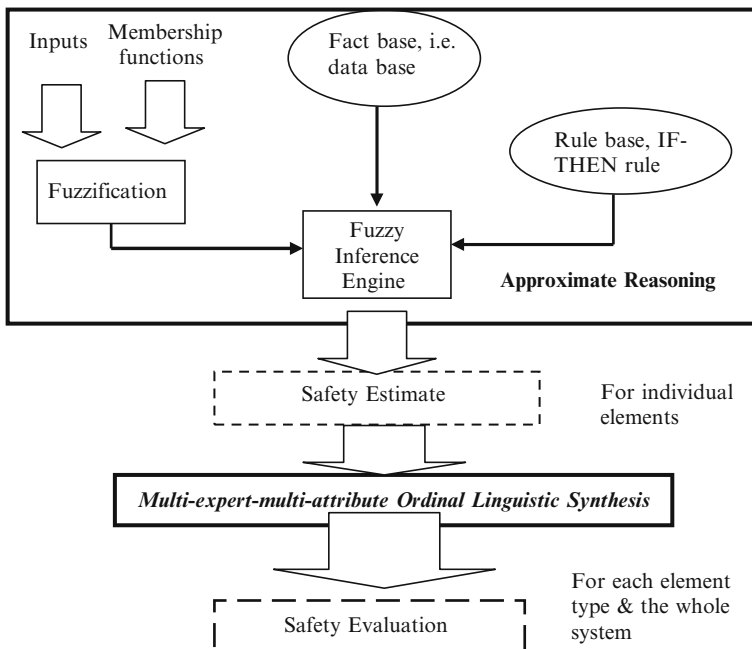 Inputs
Membership
functions
Fact base, i.e.
data base
Rule base, IF-
THEN rule
Fuzzification
Fuzzy
Inference
Engine
Approximate Reasoning
Safety Estimate
For individual
elements
Multi-expert-multi-attribute Ordinal Linguistic Synthesis
For each element
type & the whole
system
Safety Evaluation